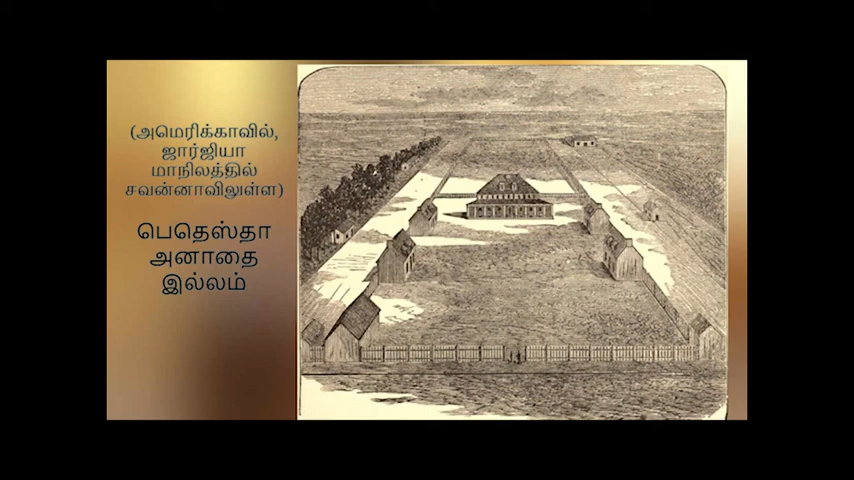 (அமெரிக்காவில்,
ஜார்ஜியா
மாநிலத்தில்
சவன்னாவிலுள்ள)
பெதெஸ்தா
அனாதை
இல்லம்